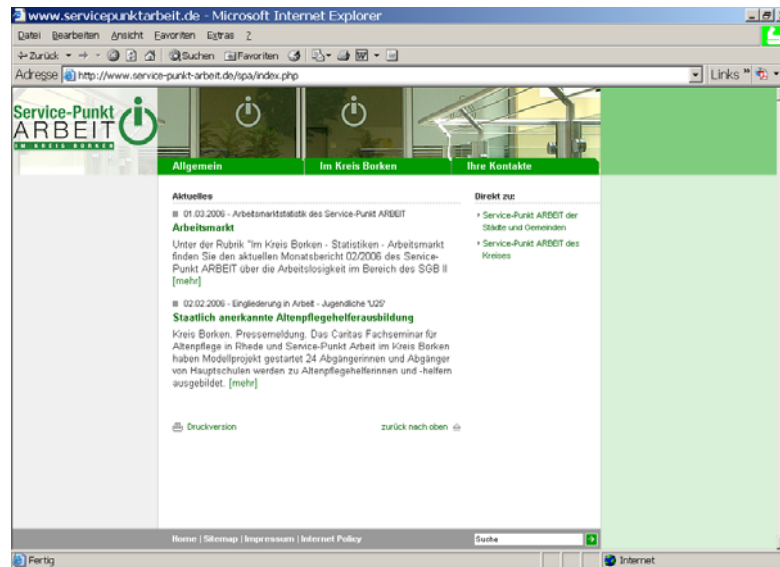 www.servicepunktarbeit.de - Microsoft Internet Explorer
Datei Bearbeiten Ansicht Favoriten Extras ?
Zurück Suchen Favoriten
Adresse http://www.service-punkt-arbeit.de/spa/index.php Links »
Service-Punkt
ARBEIT
IM KREIS BORKEN
Allgemein Im Kreis Borken Ihre Kontakte
Aktuelles
01.03.2006 - Arbeitsmarktstatistik des Service-Punkt ARBEIT
Arbeitsmarkt
Unter der Rubrik "Im Kreis Borken - Statistiken - Arbeitsmarkt
finden Sie den aktuellen Monatsbericht 02/2006 des Service-
Punkt ARBEIT über die Arbeitslosigkeit im Bereich des SGB II
[mehr]
02.02.2006 - Eingliederung in Arbeit - Jugendliche 'U25'
Staatlich anerkannte Altenpflegehelferausbildung
Kreis Borken. Pressemeldung. Das Caritas Fachseminar für
Altenpflege in Rhede und Service-Punkt Arbeit im Kreis Borken
haben Modellprojekt gestartet 24 Abgängerinnen und Abgänger
von Hauptschulen werden zu Altenpflegehelferinnen und -helfern
ausgebildet. [mehr]
Druckversion zurück nach oben
Direkt zu:
Service-Punkt ARBEIT der
Städte und Gemeinden
Service-Punkt ARBEIT des
Kreises
Home | Sitemap | Impressum | Internet Policy Suche
Fertig Internet